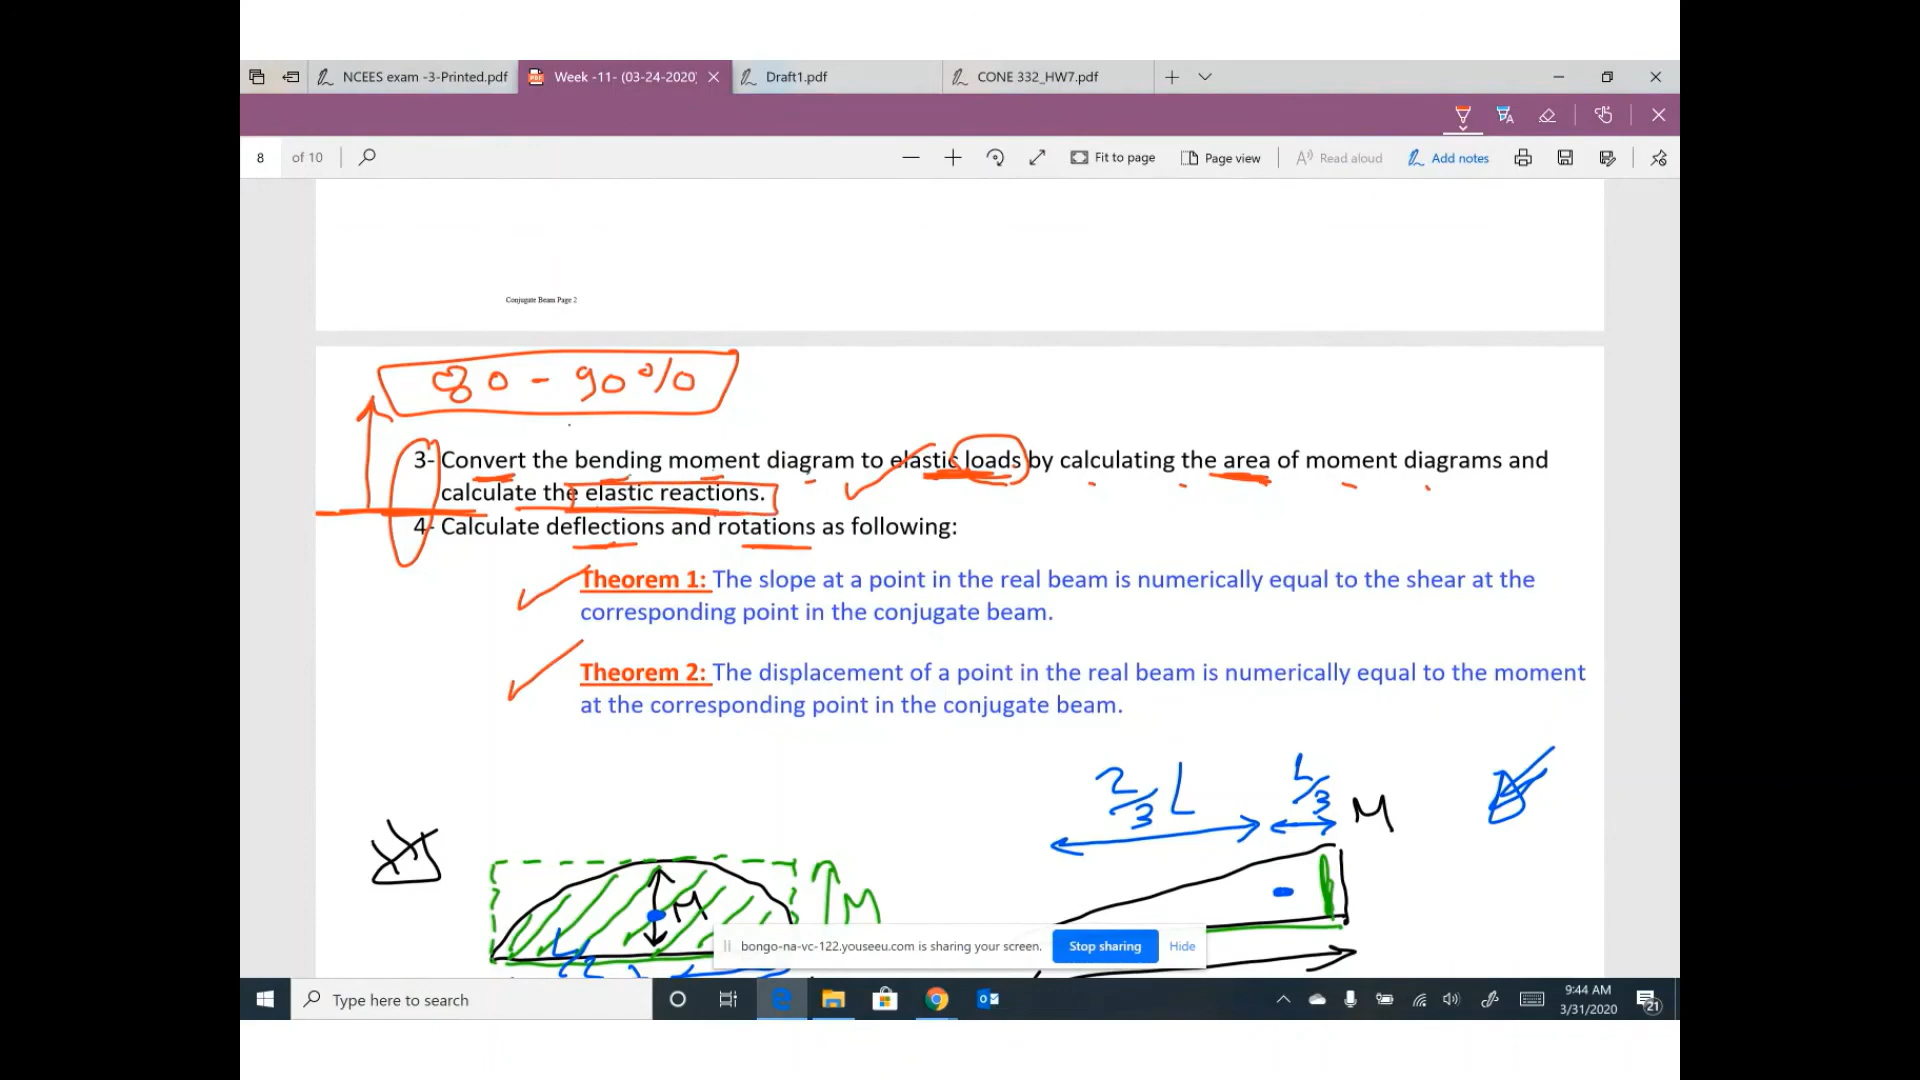 NCEES exam -3-Printed.pdf
Week -11- (03-24-2020)
Draft1.pdf
CONE 332_HW7.pdf
8 of 10
Fit to page
Page view
Read aloud
Add notes
Conjugate Beam Page 2
80 - 90%
3- Convert the bending moment diagram to elastic loads by calculating the area of moment diagrams and
calculate the elastic reactions.
4- Calculate deflections and rotations as following:
Theorem 1: The slope at a point in the real beam is numerically equal to the shear at the
corresponding point in the conjugate beam.
Theorem 2: The displacement of a point in the real beam is numerically equal to the moment
at the corresponding point in the conjugate beam.
2/3 L
L/3
M
M
M
bongo-na-vc-122.youseeu.com is sharing your screen.
Stop sharing
Hide
Type here to search
9:44 AM
3/31/2020
21